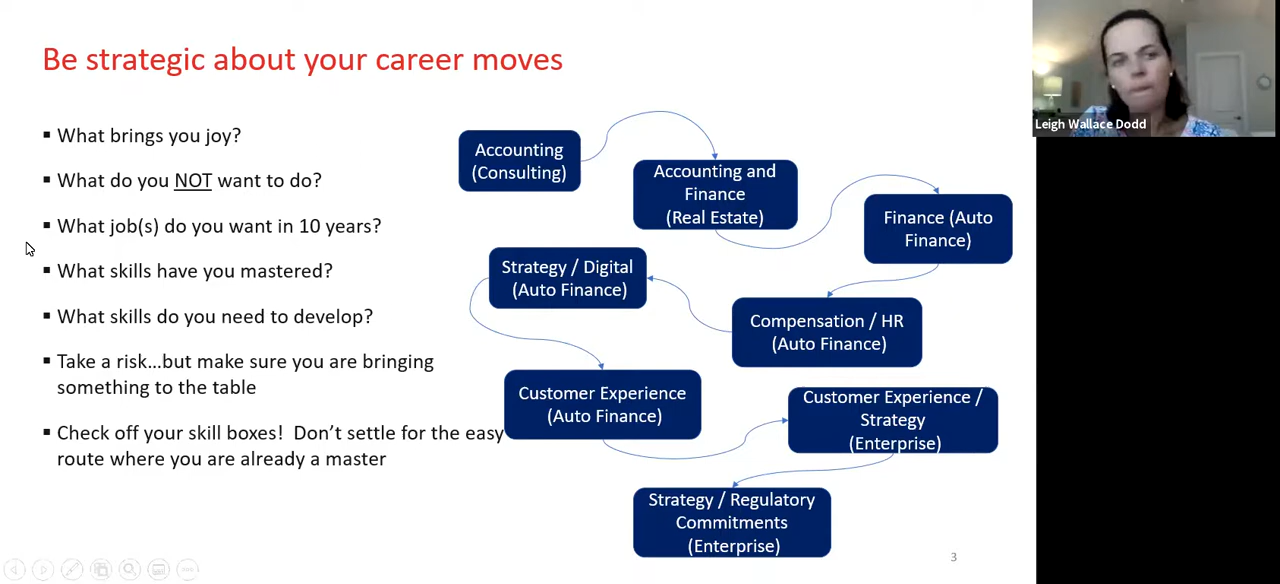 Be strategic about your career moves
▪ What brings you joy?
▪ What do you NOT want to do?
▪ What job(s) do you want in 10 years?
▪ What skills have you mastered?
▪ What skills do you need to develop?
▪ Take a risk...but make sure you are bringing
something to the table
▪ Check off your skill boxes!  Don't settle for the easy
route where you are already a master
Accounting
(Consulting)
Accounting and
Finance
(Real Estate)
Finance (Auto
Finance)
Compensation / HR
(Auto Finance)
Strategy / Digital
(Auto Finance)
Customer Experience
(Auto Finance)
Customer Experience /
Strategy
(Enterprise)
Strategy / Regulatory
Commitments
(Enterprise)
3
Leigh Wallace Dodd